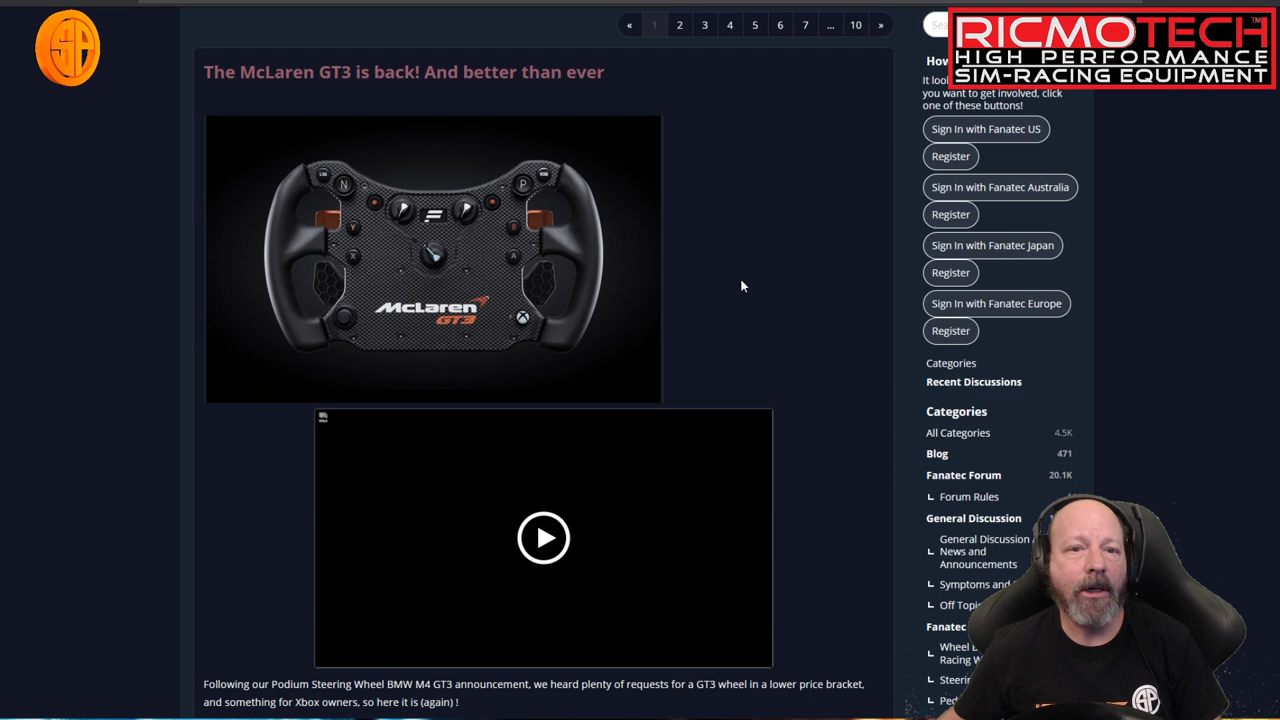 SP
« 1 2 3 4 5 6 7 ... 10 »
RICMOTECH™
HIGH PERFORMANCE
SIM-RACING EQUIPMENT
The McLaren GT3 is back! And better than ever
LSB
N
P
RSB
Y
B
X
A
McLaren
GT3
How
It
you want to get involved, click
one of these buttons!
Sign In with Fanatec US
Register
Sign In with Fanatec Australia
Register
Sign In with Fanatec Japan
Register
Sign In with Fanatec Europe
Register
Categories
Recent Discussions
Categories
All Categories 4.5K
Blog 471
Fanatec Forum 20.1K
Forum Rules
General Discussion
General Discussion
News and
Announcements
Symptoms and
Off
Fanatec
Wheel
Racing
Following our Podium Steering Wheel BMW M4 GT3 announcement, we heard plenty of requests for a GT3 wheel in a lower price bracket,
and something for Xbox owners, so here it is (again) !